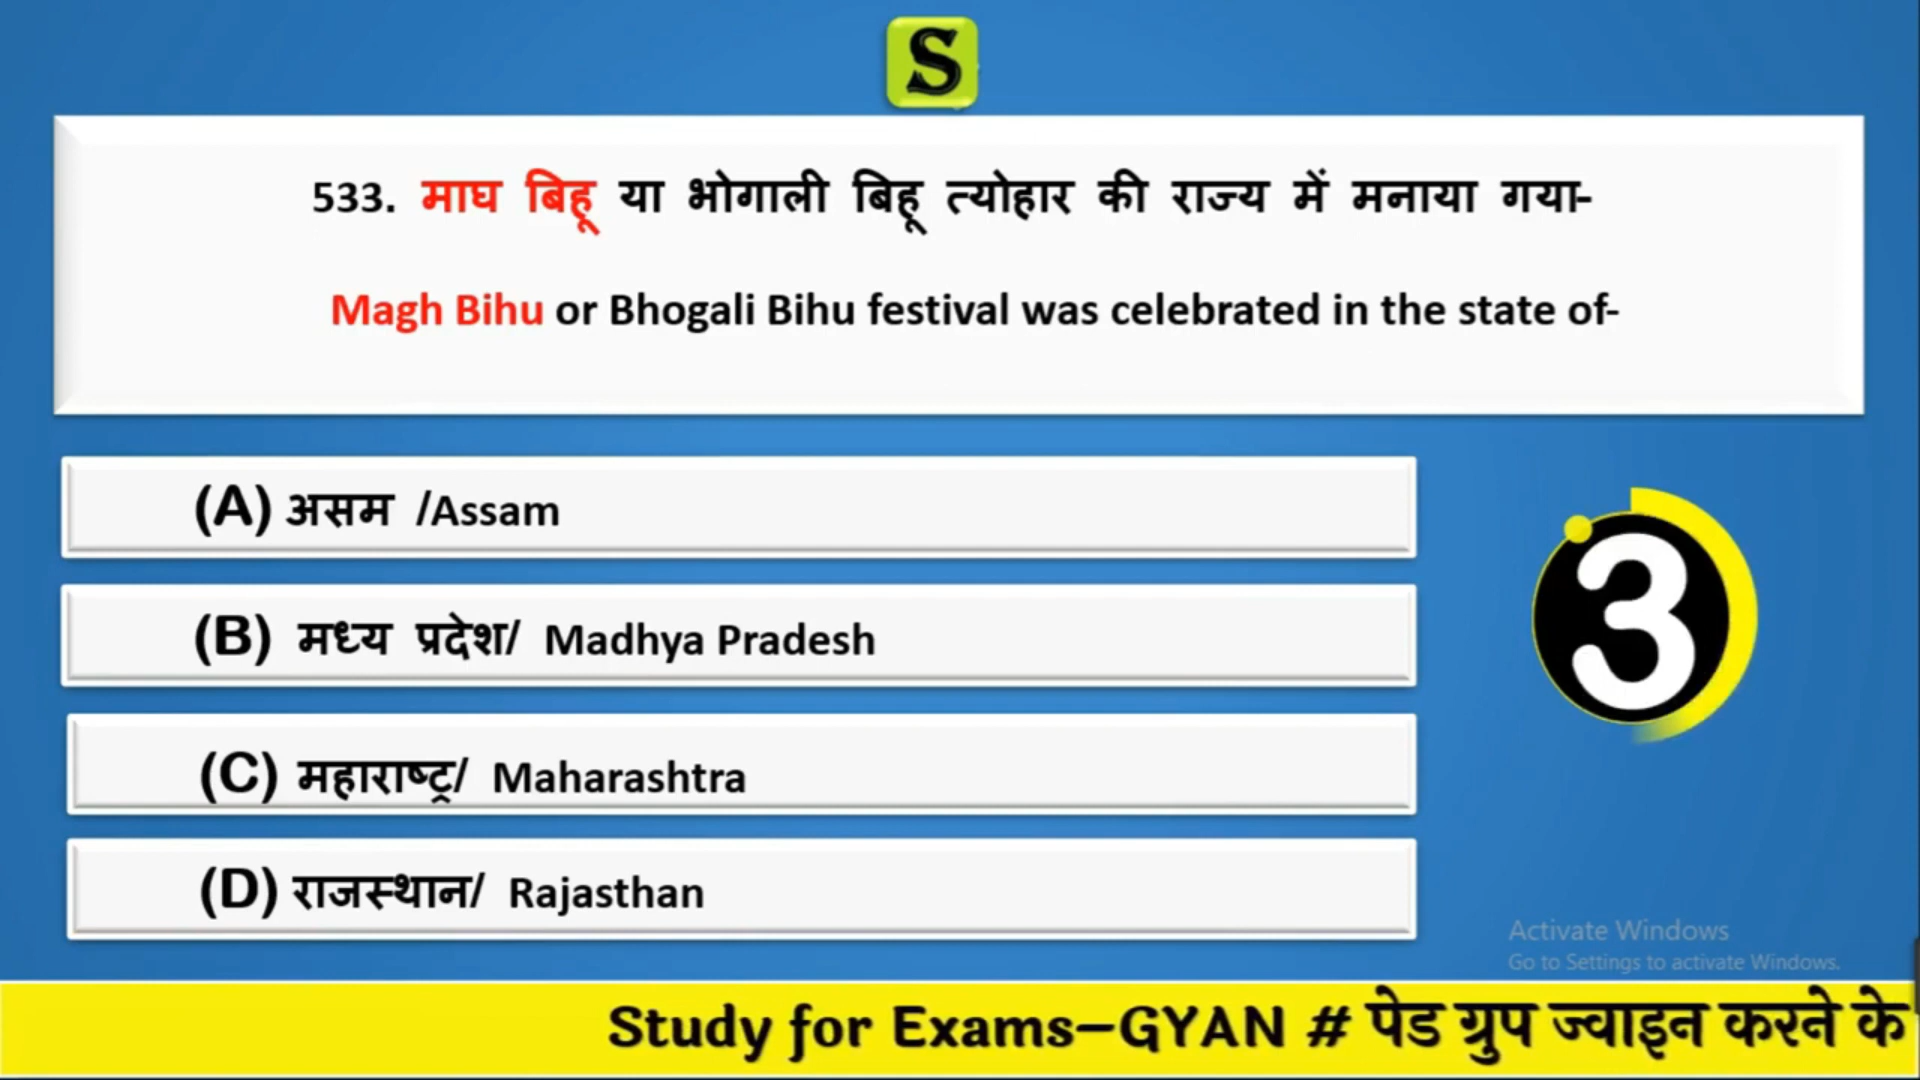 S
533. माघ बिहू या भोगाली बिहू त्योहार की राज्य में मनाया गया-
Magh Bihu or Bhogali Bihu festival was celebrated in the state of-
(A) असम /Assam
(B) मध्य प्रदेश/ Madhya Pradesh
(C) महाराष्ट्र/ Maharashtra
(D) राजस्थान/ Rajasthan
3
Activate Windows
Go to Settings to activate Windows.
Study for Exams—GYAN # पेड ग्रुप ज्वाइन करने के